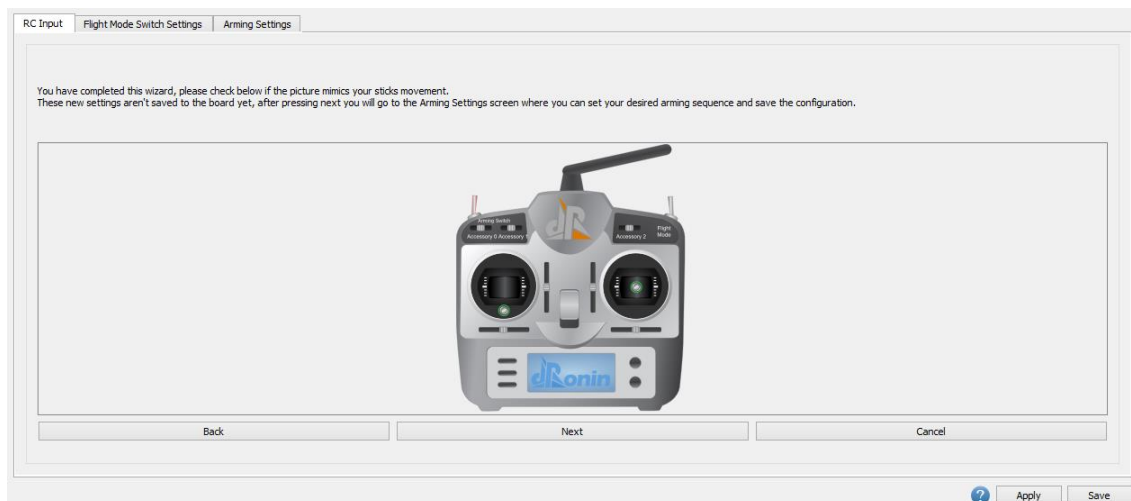 RC Input Flight Mode Switch Settings Arming Settings
You have completed this wizard, please check below if the picture mimics your sticks movement.
These new settings aren't saved to the board yet, after pressing next you will go to the Arming Settings screen where you can set your desired arming sequence and save the configuration.
dR
Arming Switch
Accessory 0 Accessory 1
Accessory 2
Flight
Mode
dRonin
Back Next Cancel
? Apply Save